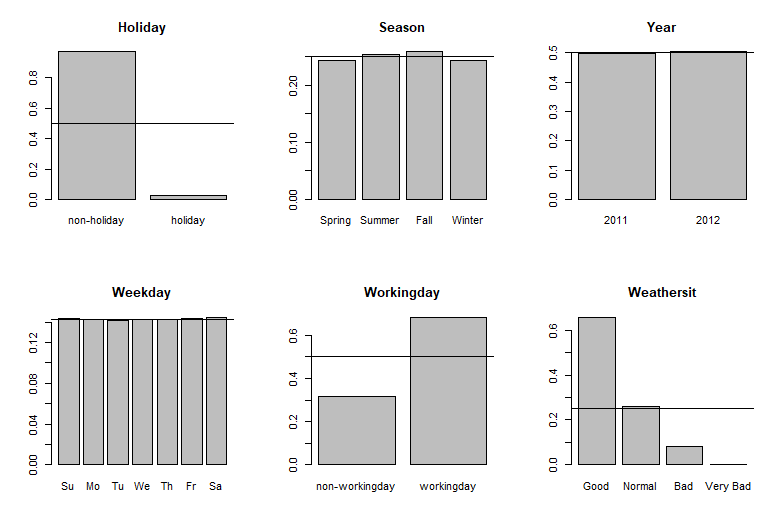 Holiday
0.0 0.2 0.4 0.6 0.8
non-holiday holiday
Season
0.00 0.10 0.20
Spring Summer Fall Winter
Year
0.0 0.1 0.2 0.3 0.4 0.5
2011 2012
Weekday
0.00 0.04 0.08 0.12
Su Mo Tu We Th Fr Sa
Workingday
0.0 0.2 0.4 0.6
non-workingday workingday
Weathersit
0.0 0.2 0.4 0.6
Good Normal Bad Very Bad